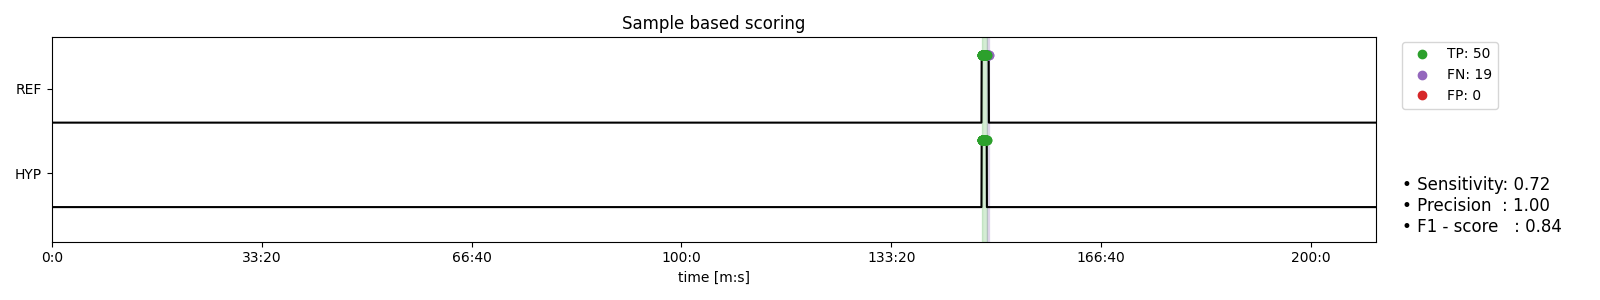 Sample based scoring
REF
HYP
0:0 33:20 66:40 100:0 133:20 166:40 200:0
time [m:s]
TP: 50
FN: 19
FP: 0
• Sensitivity: 0.72
• Precision : 1.00
• F1 - score : 0.84